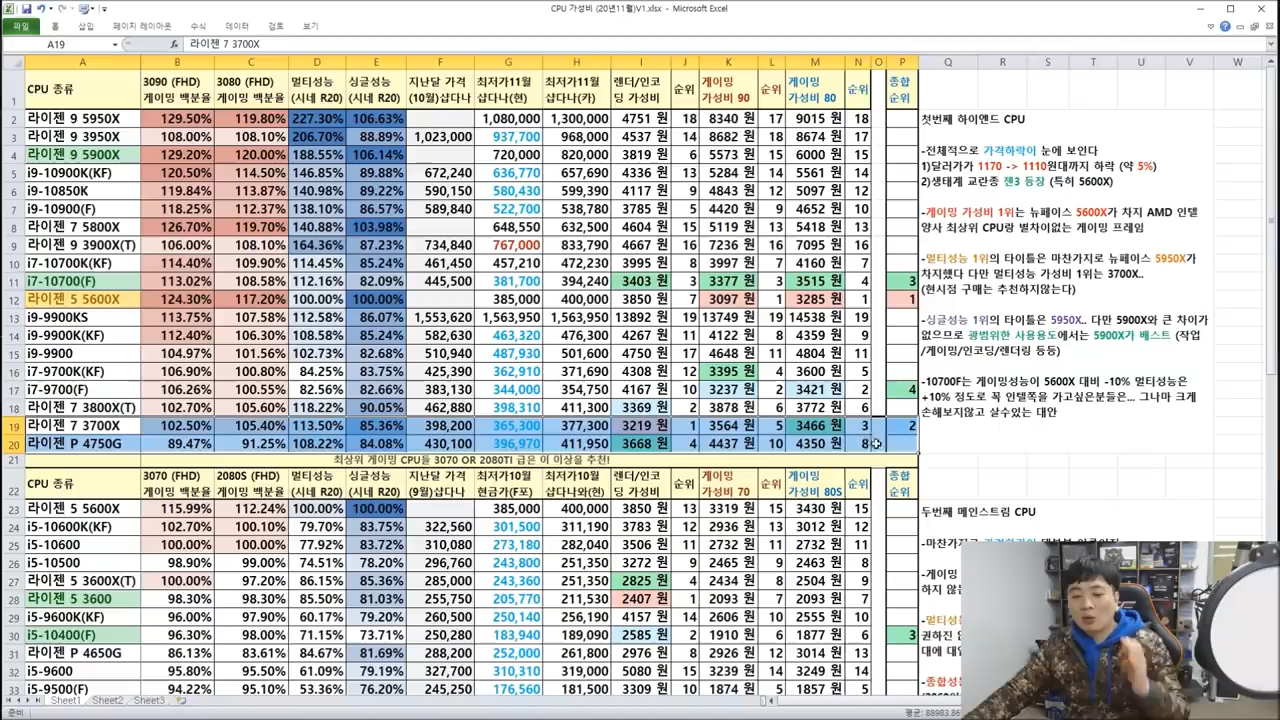 CPU 가성비 (20년11월)V1.xlsx - Microsoft Excel
파일 홈 삽입 페이지 레이아웃 수식 데이터 검토 보기
A19 fx 라이젠 7 3700X
A B C D E F G H I J K L M N O P Q R S T U V W
1 CPU 종류 3090 (FHD) 게이밍 백분율 3080 (FHD) 게이밍 백분율 멀티성능 (시네 R20) 싱글성능 (시네 R20) 지난달 가격 (10월)샵다나 최저가11월 샵다나(현) 최저가11월 샵다나(카) 렌더/인코딩 가성비 순위 게이밍 가성비 90 순위 게이밍 가성비 80 순위 종합 순위
2 라이젠 9 5950X 129.50% 119.80% 227.30% 106.63% 1,080,000 1,300,000 4751 원 18 8340 원 17 9015 원 18
3 라이젠 9 3950X 108.00% 108.10% 206.70% 88.89% 1,023,000 937,700 968,000 4537 원 14 8682 원 18 8674 원 17
4 라이젠 9 5900X 129.20% 120.00% 188.55% 106.14% 720,000 820,000 3819 원 6 5573 원 15 6000 원 15
5 i9-10900K(KF) 120.50% 114.50% 146.85% 89.88% 672,240 636,770 657,690 4336 원 13 5284 원 14 5561 원 14
6 i9-10850K 119.84% 113.87% 140.98% 89.22% 590,150 580,430 599,390 4117 원 9 4843 원 12 5097 원 12
7 i9-10900(F) 118.25% 112.37% 138.10% 86.57% 589,840 522,700 538,780 3785 원 5 4420 원 9 4652 원 10
8 라이젠 7 5800X 126.70% 119.70% 140.88% 103.98% 648,550 632,500 4604 원 15 5119 원 13 5418 원 13
9 라이젠 9 3900X(T) 106.00% 108.10% 164.36% 87.23% 734,840 767,000 833,790 4667 원 16 7236 원 16 7095 원 16
10 i7-10700K(KF) 114.40% 109.90% 114.45% 85.24% 461,450 457,210 472,220 3995 원 8 3997 원 7 4160 원 7
11 i7-10700(F) 113.02% 108.58% 112.16% 82.09% 445,500 381,700 394,240 3403 원 3 3377 원 3 3515 원 4 3
12 라이젠 5 5600X 124.30% 117.20% 100.00% 100.00% 385,000 400,000 3850 원 7 3097 원 1 3285 원 1 1
13 i9-9900KS 113.75% 107.58% 112.58% 86.07% 1,553,620 1,563,950 1,563,620 13892 원 19 13749 원 19 14538 원 19
14 i9-9900K(KF) 112.40% 106.30% 108.58% 85.24% 582,630 463,320 476,300 4267 원 11 4122 원 8 4359 원 9
15 i9-9900 104.97% 101.56% 102.73% 82.68% 510,940 487,930 501,600 4750 원 17 4648 원 11 4804 원 11
16 i7-9700K(KF) 106.91% 100.80% 84.25% 83.75% 425,390 362,910 373,170 4308 원 12 3395 원 4 3600 원 5
17 i7-9700(F) 106.26% 100.55% 82.56% 82.66% 383,130 344,000 354,750 4167 원 10 3237 원 2 3421 원 2 4
18 라이젠 7 3800X(T) 102.70% 105.60% 118.22% 90.05% 462,880 398,310 411,300 3369 원 2 3878 원 6 3772 원 6
19 라이젠 7 3700X 102.50% 105.40% 113.50% 85.36% 398,200 365,300 377,300 3219 원 1 3564 원 5 3466 원 3 2
20 라이젠 P 4750G 89.47% 91.25% 108.22% 84.08% 430,100 396,970 411,950 3668 원 4 4437 원 10 4350 원 8
21 최상위 게이밍 CPU들 3070 OR 2080TI 급은 이 이상을 추천!
22 CPU 종류 3070 (FHD) 게이밍 백분율 2080S (FHD) 게이밍 백분율 멀티성능 (시네 R20) 싱글성능 (시네 R20) 지난달 가격 (9월)샵다나 최저가10월 현금가(F포) 최저가10월 샵다나와(현) 렌더/인코딩 가성비 순위 게이밍 가성비 70 순위 게이밍 가성비 80S 순위 종합 순위
23 라이젠 5 5600X 115.99% 112.24% 100.00% 100.00% 385,000 400,000 3850 원 13 3319 원 15 3430 원 15
24 i5-10600K(KF) 102.70% 100.10% 79.70% 83.75% 322,560 301,500 311,190 3783 원 12 2936 원 13 3012 원 12
25 i5-10600 100.00% 100.00% 77.92% 83.72% 310,080 273,180 282,040 3506 원 11 2732 원 11 2732 원 11
26 i5-10500 98.90% 99.00% 74.51% 78.20% 296,760 243,800 251,350 3272 원 9 2465 원 9 2463 원 8
27 라이젠 5 3600X(T) 100.00% 97.20% 86.15% 85.36% 285,000 243,360 251,350 2825 원 4 2434 원 8 2504 원 9
28 라이젠 5 3600 98.30% 98.30% 85.50% 81.03% 255,750 205,770 211,530 2407 원 1 2093 원 7 2093 원 7
29 i5-9600K(KF) 96.00% 97.90% 60.17% 79.20% 260,500 250,140 256,220 4157 원 14 2606 원 10 2555 원 10
30 i5-10400(F) 96.30% 98.00% 71.15% 73.71% 250,280 183,940 189,090 2585 원 2 1910 원 6 1877 원 6 3
31 라이젠 P 4650G 86.13% 83.61% 84.67% 81.69% 288,200 252,000 261,800 2976 원 8 2926 원 12 3014 원 13
32 i5-9600 95.80% 95.50% 61.09% 79.19% 327,700 310,310 319,000 5080 원 15 3239 원 14 3249 원 14
33 i5-9500(F) 94.22% 95.10% 53.36% 76.20% 245,250 176,560 181,500 3309 원 10 1874 원 5 1857 원 5
첫번째 하이엔드 CPU
-전체적으로 가격하락이 눈에 보인다
1)달러가가 1170 -> 1110원대까지 하락 (약 5%)
2)생태계 교란종 젠3 등장 (특히 5600X)
-게이밍 가성비 1위는 뉴페이스 5600X가 차지 AMD 인텔
양사 최상위 CPU랑 별차이없는 게이밍 프레임
-멀티성능 1위의 타이틀은 마찬가지로 뉴페이스 5950X가
차지했다 다만 멀티성능 가성비 1위는 3700X..
(현시점 구매는 추천하지않는다)
-싱글성능 1위의 타이틀은 5950X.. 다만 5900X와 큰 차이가
없으므로 광범위한 사용용도에서는 5900X가 베스트 (작업
/게이밍/인코딩/렌더링 등등)
-10700F는 게이밍성능이 5600X 대비 -10% 멀티성능은
+10% 정도로 꼭 인텔쪽을 가고싶은분들은... 그나마 크게
손해보지않고 살수있는 대안
두번째 메인스트림 CPU
-게이밍
하지 않는
-멀티성능
권하진
대에 대
-종합성능
Sheet1 Sheet2 Sheet3
준비